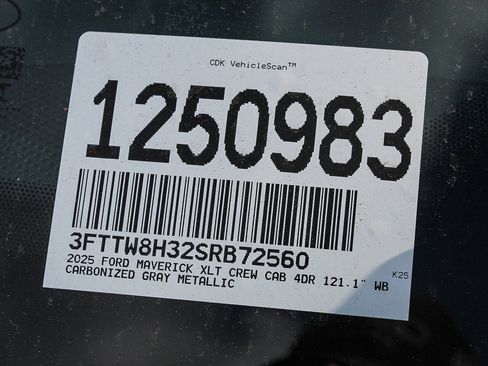 CDK VehicleScan™
1250983
3FTTW8H32SRB72560
2025 FORD MAVERICK XLT CREW CAB 4DR 121.1" WB
CARBONIZED GRAY METALLIC
K25